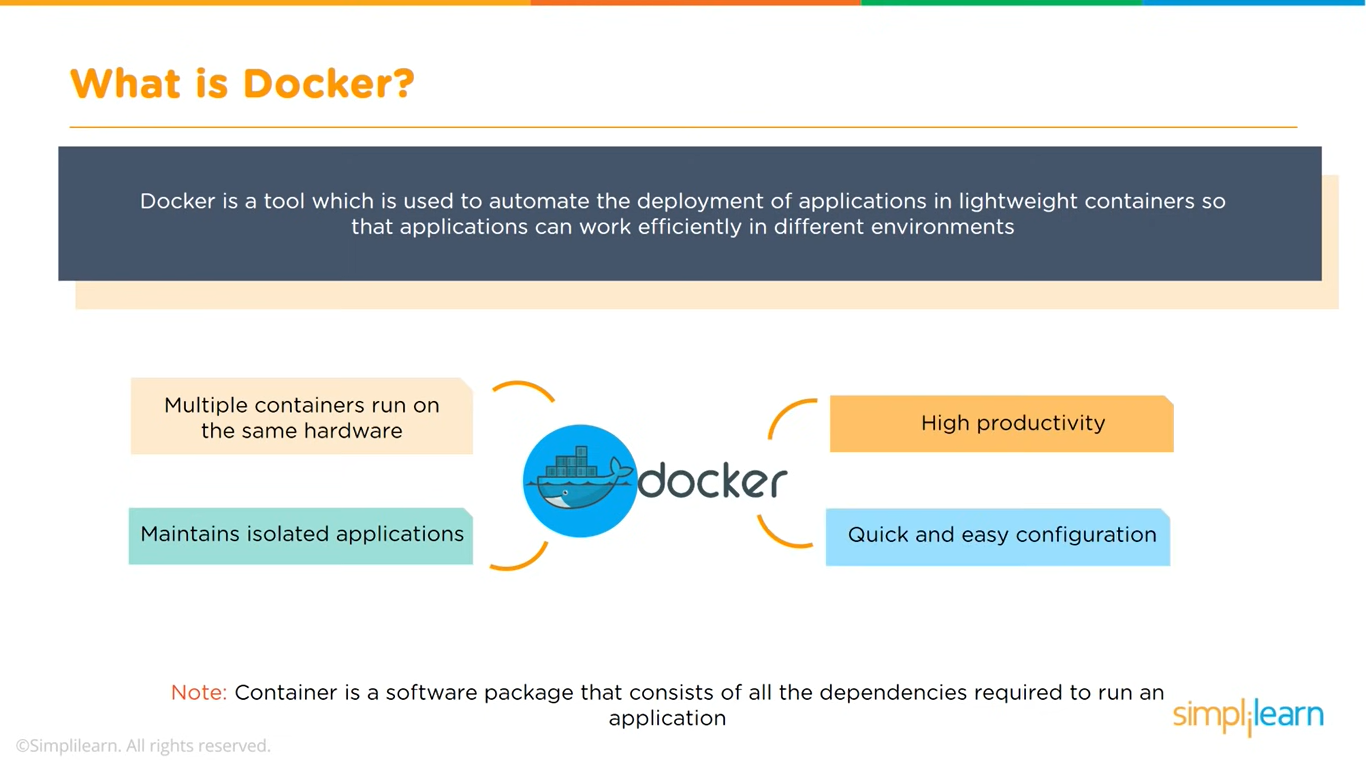 What is Docker?
Docker is a tool which is used to automate the deployment of applications in lightweight containers so
that applications can work efficiently in different environments
Multiple containers run on
the same hardware
High productivity
docker
Maintains isolated applications
Quick and easy configuration
Note: Container is a software package that consists of all the dependencies required to run an
application
simplilearn
©Simplilearn. All rights reserved.